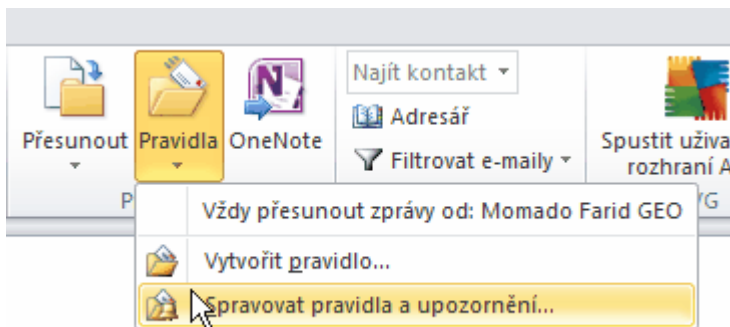 Najít kontakt
Adresář
Přesunout Pravidla OneNote
Filtrovat e-maily
Spustit
rozhraní
Vždy přesunout zprávy od: Momado Farid GEO
Vytvořit pravidlo...
Spravovat pravidla a upozornění...